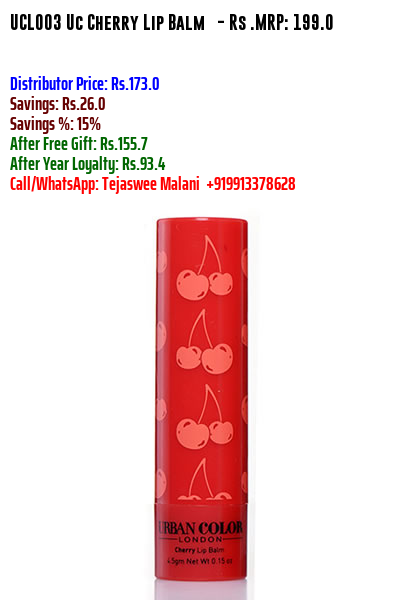 UCL003 Uc Cherry Lip Balm - Rs .MRP: 199.0
Distributor Price: Rs.173.0
Savings: Rs.26.0
Savings %: 15%
After Free Gift: Rs.155.7
After Year Loyalty: Rs.93.4
Call/WhatsApp: Tejaswee Malani +919913378628
URBAN COLOR
LONDON
Cherry Lip Balm
4.5gm Net Wt 0.15 oz